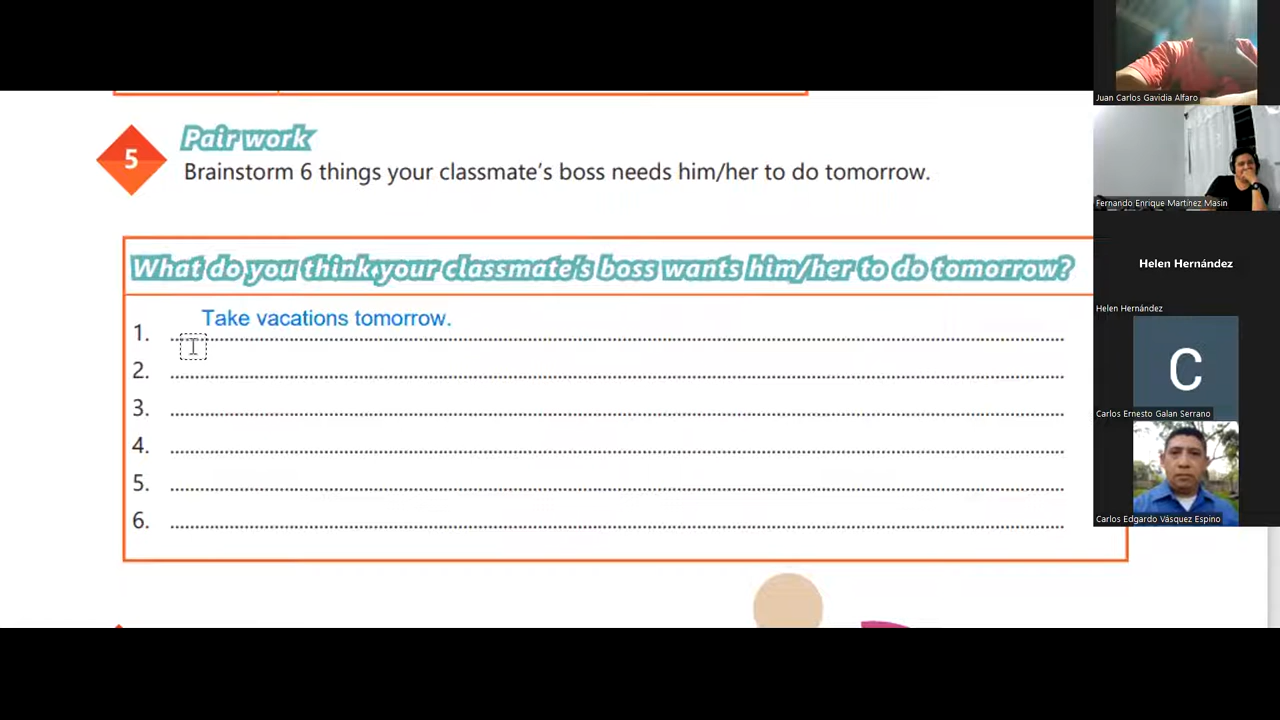 Pair work
5
Brainstorm 6 things your classmate's boss needs him/her to do tomorrow.
What do you think your classmate's boss wants him/her to do tomorrow?
Take vacations tomorrow.
1. ........................................
2. ........................................
3. ........................................
4. ........................................
5. ........................................
6. ........................................
Juan Carlos Gavidia Alfaro
Fernando Enrique Martínez Masin
Helen Hernández
Helen Hernández
C
Carlos Ernesto Galan Serrano
Carlos Edgardo Vásquez Espino